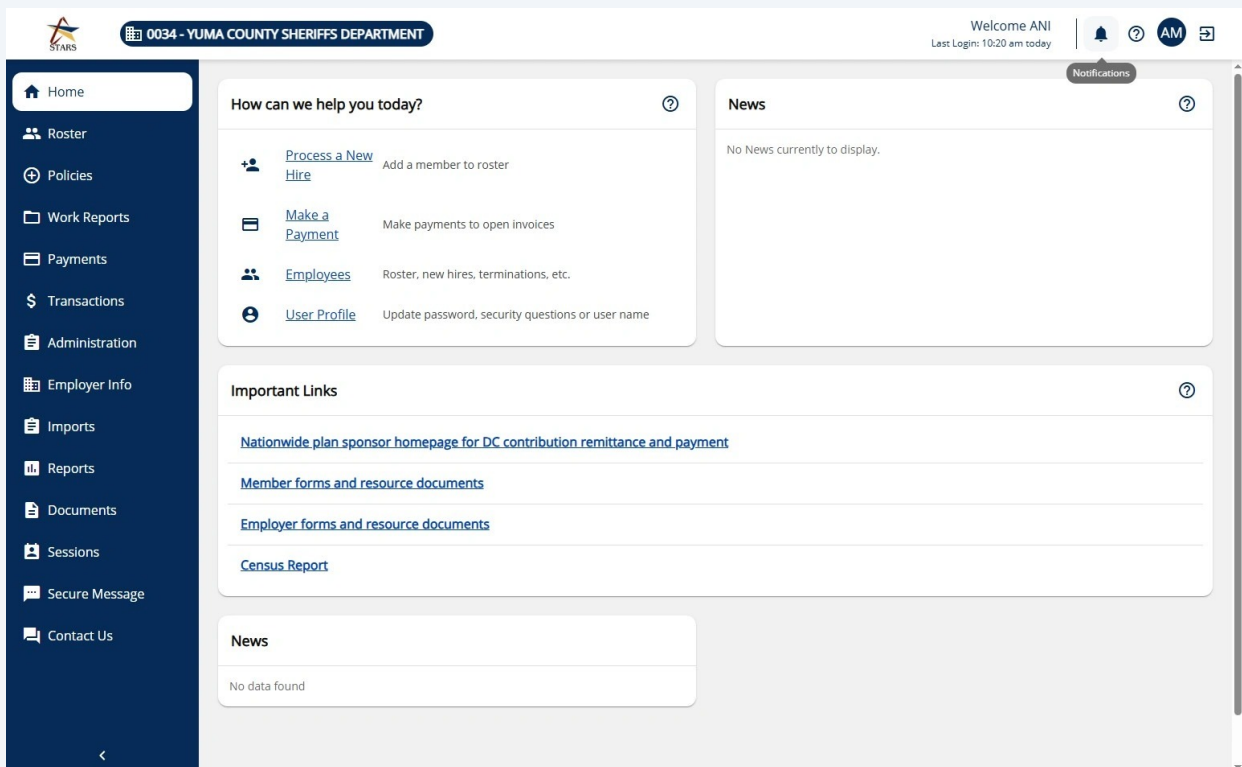 STARS
0034 - YUMA COUNTY SHERIFFS DEPARTMENT
Welcome ANI
Last Login: 10:20 am today
AM
Notifications
Home
Roster
Policies
Work Reports
Payments
Transactions
Administration
Employer Info
Imports
Reports
Documents
Sessions
Secure Message
Contact Us
How can we help you today?
Process a New
Hire
Add a member to roster
Make a
Payment
Make payments to open invoices
Employees
Roster, new hires, terminations, etc.
User Profile
Update password, security questions or user name
News
No News currently to display.
Important Links
Nationwide plan sponsor homepage for DC contribution remittance and payment
Member forms and resource documents
Employer forms and resource documents
Census Report
News
No data found